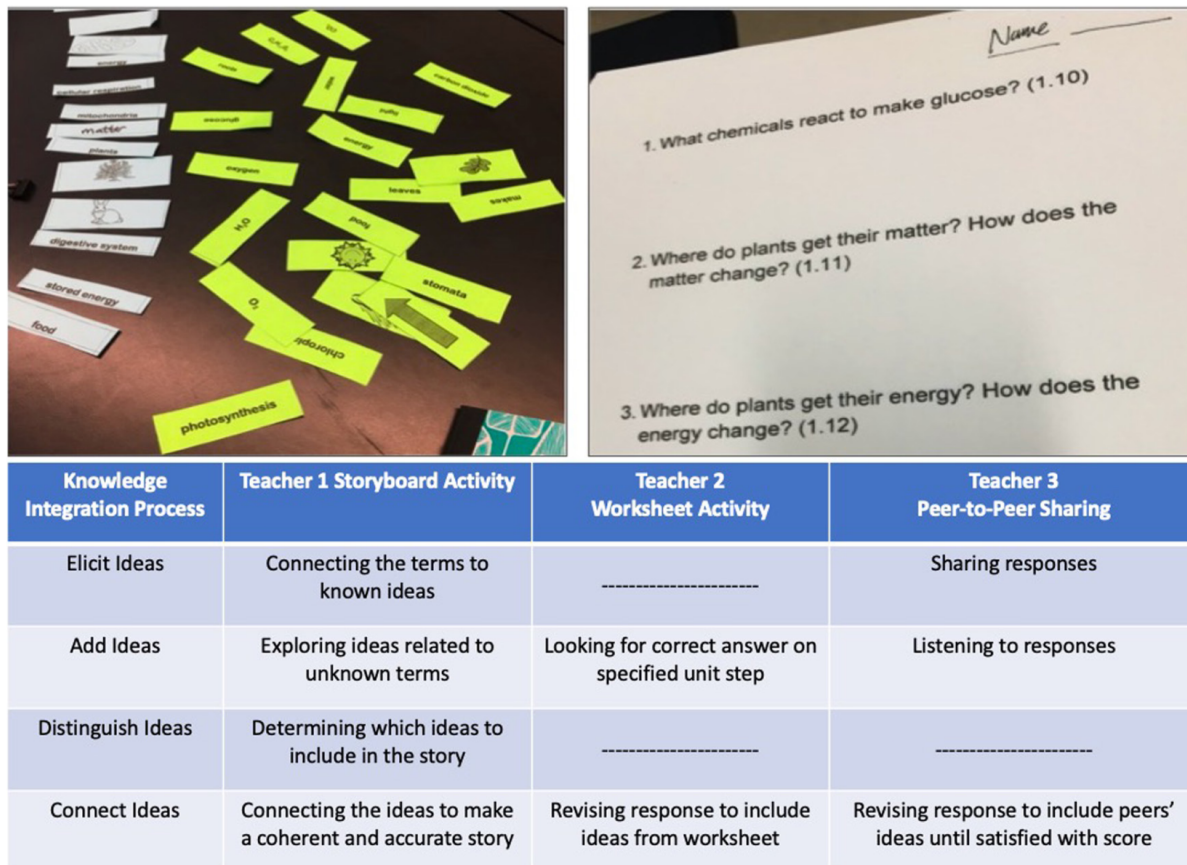 energy
cellular respiration
mitochondria
matter
plants
digestive system
stored energy
food
carbon dioxide
glucose
energy
oxygen
leaves
makes
H₂O
food
stomata
O₂
photosynthesis
Name
1. What chemicals react to make glucose? (1.10)
2. Where do plants get their matter? How does the
matter change? (1.11)
3. Where do plants get their energy? How does the
energy change? (1.12)
Knowledge
Integration Process
Teacher 1 Storyboard Activity
Teacher 2
Worksheet Activity
Teacher 3
Peer-to-Peer Sharing
Elicit Ideas
Connecting the terms to
known ideas
-----------------------
Sharing responses
Add Ideas
Exploring ideas related to
unknown terms
Looking for correct answer on
specified unit step
Listening to responses
Distinguish Ideas
Determining which ideas to
include in the story
-----------------------
-----------------------
Connect Ideas
Connecting the ideas to make
a coherent and accurate story
Revising response to include
ideas from worksheet
Revising response to include peers’
ideas until satisfied with score